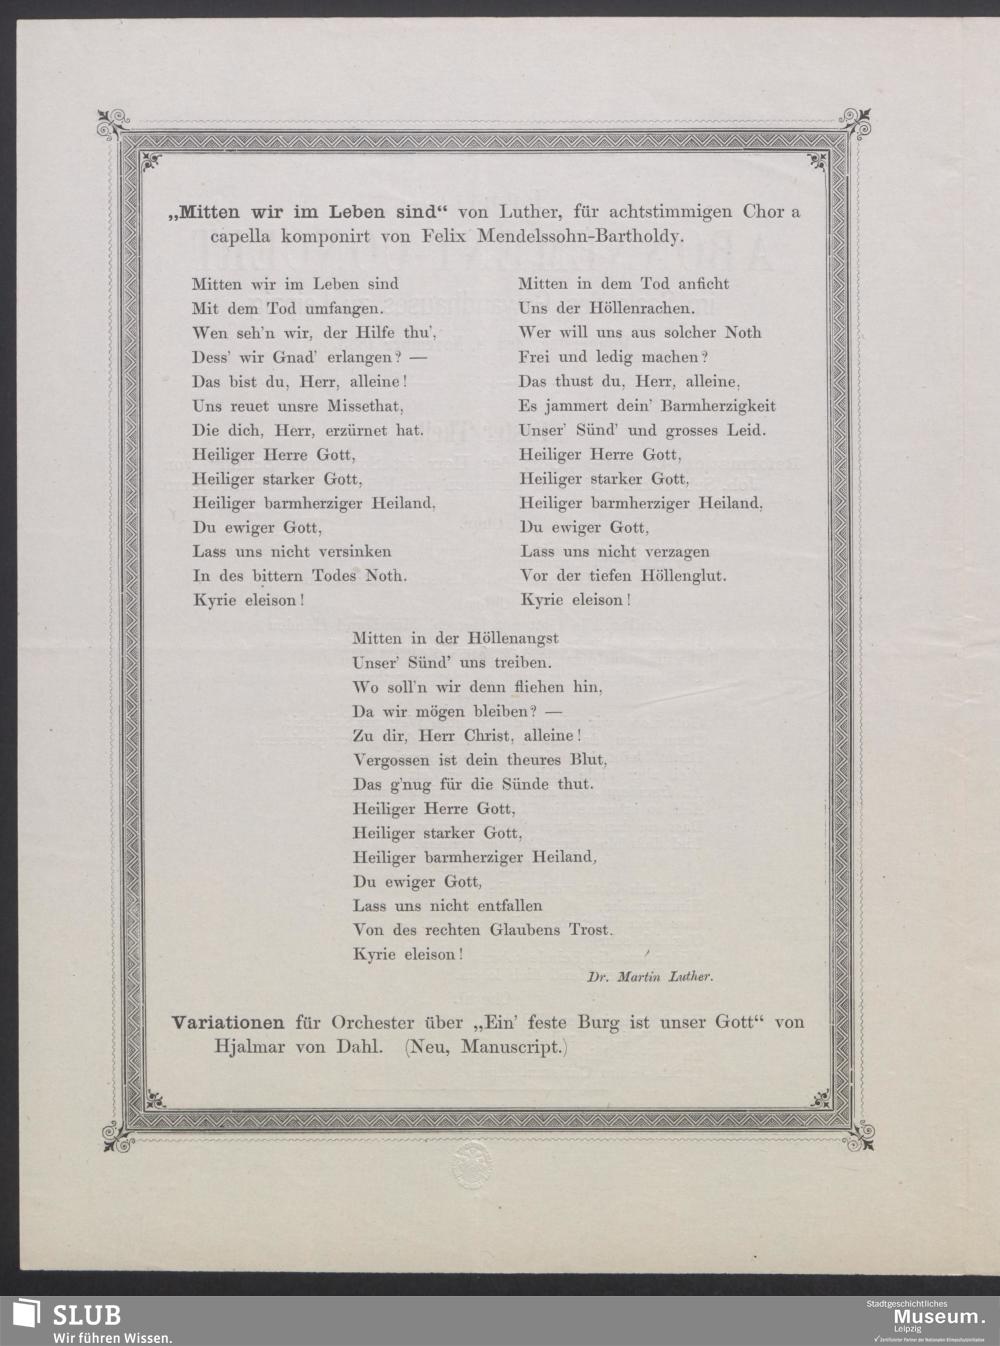 „Mitten wir im Leben sind“ von Luther, für achtstimmigen Chor a
capella komponirt von Felix Mendelssohn-Bartholdy.
Mitten wir im Leben sind
Mit dem Tod umfangen.
Wen seh'n wir, der Hilfe thu',
Dess' wir Gnad' erlangen? —
Das bist du, Herr, alleine!
Uns reuet unsre Missethat,
Die dich, Herr, erzürnet hat.
Heiliger Herre Gott,
Heiliger starker Gott,
Heiliger barmherziger Heiland,
Du ewiger Gott,
Lass uns nicht versinken
In des bittern Todes Noth.
Kyrie eleison!
Mitten in dem Tod anficht
Uns der Höllenrachen.
Wer will uns aus solcher Noth
Frei und ledig machen?
Das thust du, Herr, alleine,
Es jammert dein' Barmherzigkeit
Unser' Sünd' und grosses Leid.
Heiliger Herre Gott,
Heiliger starker Gott,
Heiliger barmherziger Heiland,
Du ewiger Gott,
Lass uns nicht verzagen
Vor der tiefen Höllenglut.
Kyrie eleison!
Mitten in der Höllenangst
Unser' Sünd' uns treiben.
Wo soll'n wir denn fliehen hin,
Da wir mögen bleiben? —
Zu dir, Herr Christ, alleine!
Vergossen ist dein theures Blut,
Das g'nug für die Sünde thut.
Heiliger Herre Gott,
Heiliger starker Gott,
Heiliger barmherziger Heiland,
Du ewiger Gott,
Lass uns nicht entfallen
Von des rechten Glaubens Trost.
Kyrie eleison!
Dr. Martin Luther.
Variationen für Orchester über „Ein' feste Burg ist unser Gott“ von
Hjalmar von Dahl. (Neu, Manuscript.)
SLUB
Wir führen Wissen.
Stadtgeschichtliches
Museum.
Leipzig
Zertifizierter Partner der Nationalen Klimaschutzinitiative